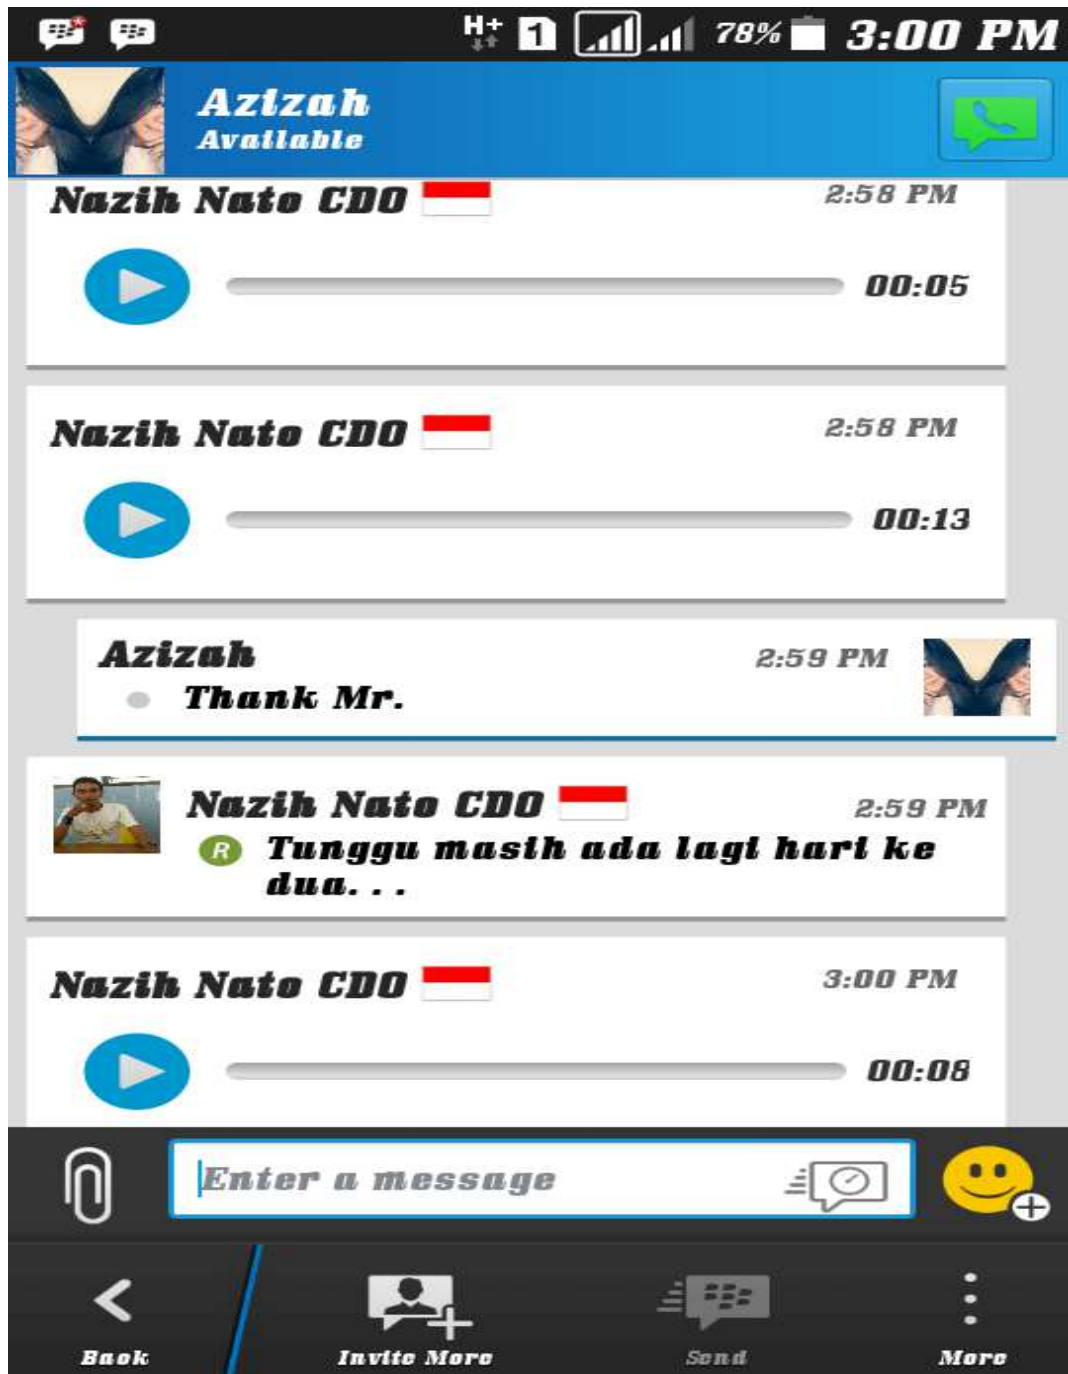 H+ 1 78% 3:00 PM
Azizah
Available
Nazih Nato CDO 2:58 PM
00:05
Nazih Nato CDO 2:58 PM
00:13
Azizah 2:59 PM
Thank Mr.
Nazih Nato CDO 2:59 PM
R Tunggu masih ada lagi hari ke
dua. . .
Nazih Nato CDO 3:00 PM
00:08
Enter a message
Back Invite More Send More